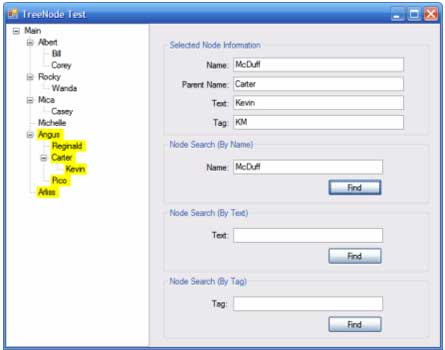 TreeNode Test
Main
Albert
Bill
Corey
Rocky
Wanda
Mica
Casey
Michelle
Angus
Reginald
Carter
Kevin
Pico
Arliss
Selected Node Information
Name: McDuff
Parent Name: Carter
Text: Kevin
Tag: KM
Node Search (By Name)
Name: McDuff
Find
Node Search (By Text)
Text:
Find
Node Search (By Tag)
Tag:
Find